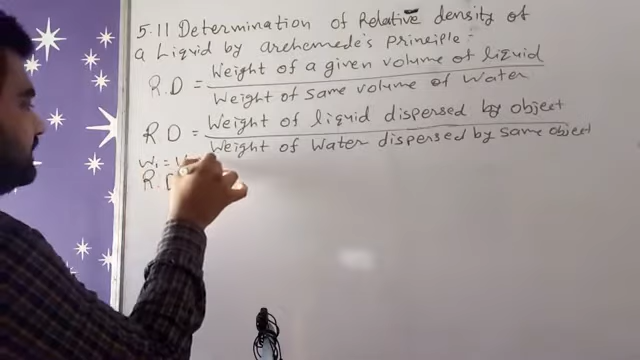 5.11 Determination of Relative density of
a Liquid by archemede's principle:-
R.D = Weight of a given volume of liquid
Weight of same volume of Water
R.D = Weight of liquid dispersed by object
Weight of Water dispersed by same object
W₁ =
R.D